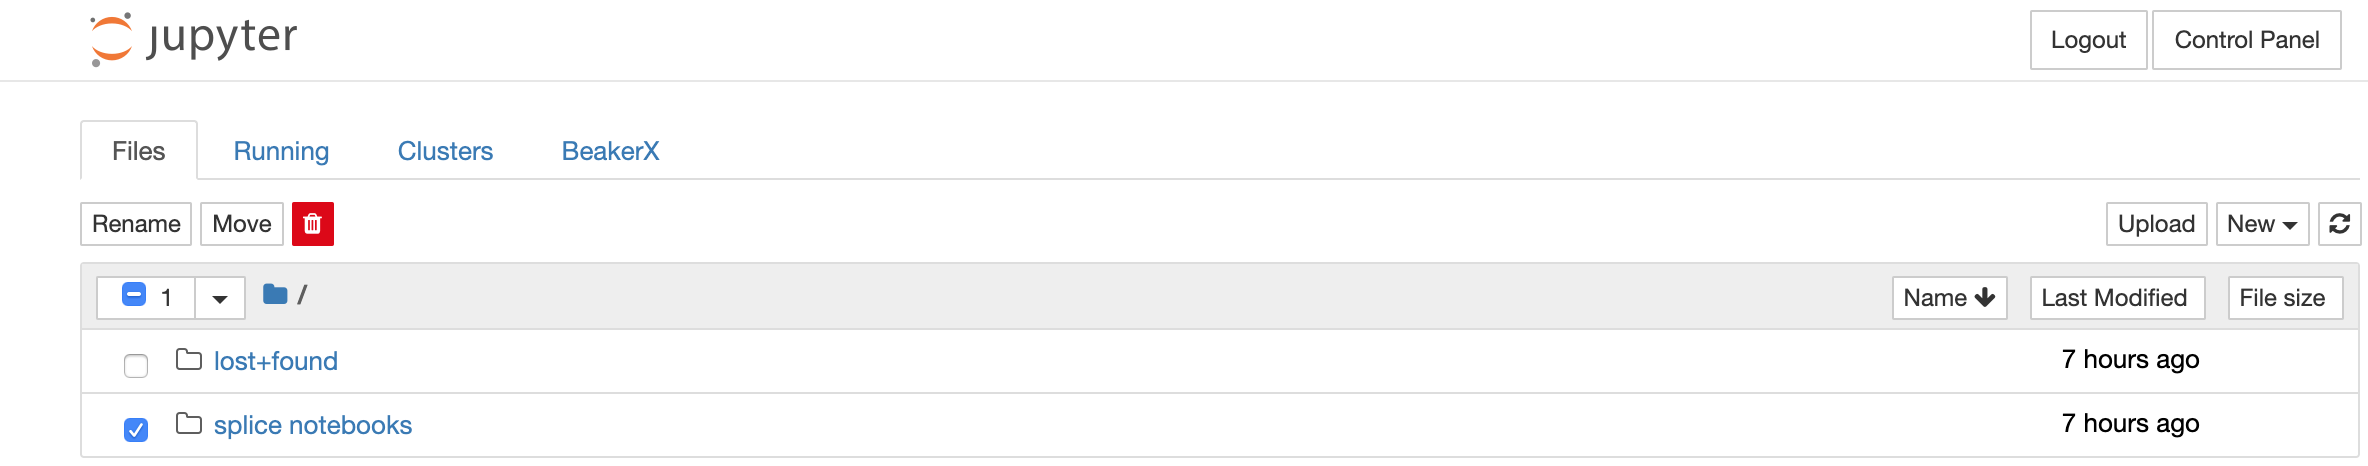 jupyter
Logout Control Panel
Files Running Clusters BeakerX
Rename Move Upload New
1 / Name Last Modified File size
lost+found 7 hours ago
splice notebooks 7 hours ago